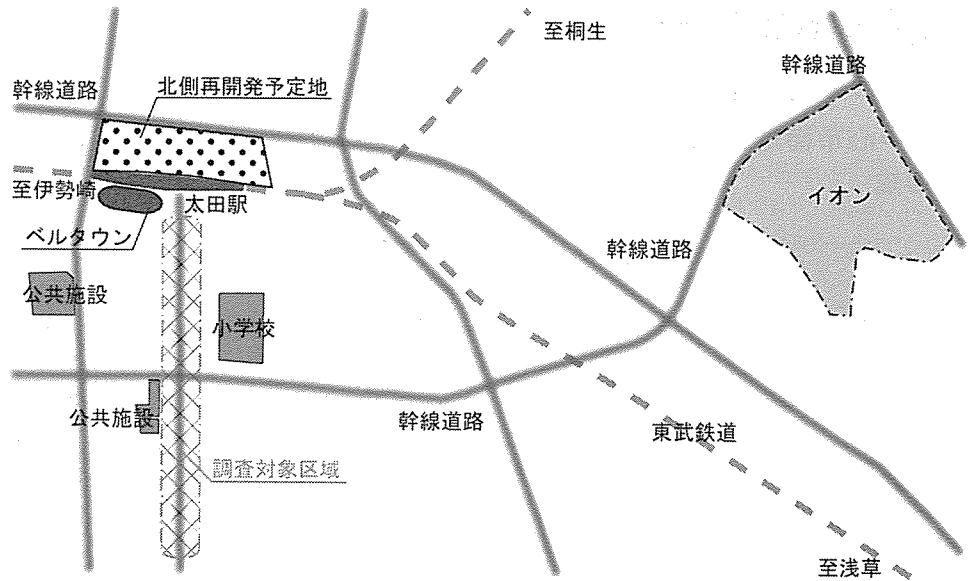 至桐生
幹線道路
北側再開発予定地
幹線道路
至伊勢崎
太田駅
イオン
ベルタウン
幹線道路
公共施設
小学校
公共施設
幹線道路
東武鉄道
調査対象区域
至浅草